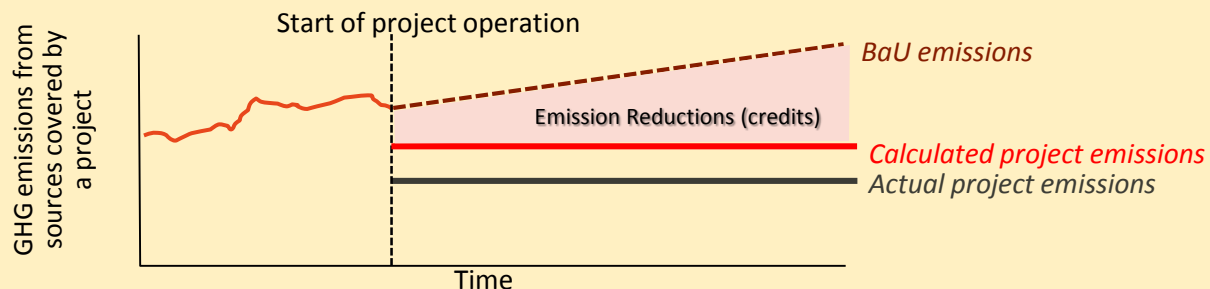 Start of project operation
GHG emissions from
sources covered by
a project
BaU emissions
Emission Reductions (credits)
Calculated project emissions
Actual project emissions
Time